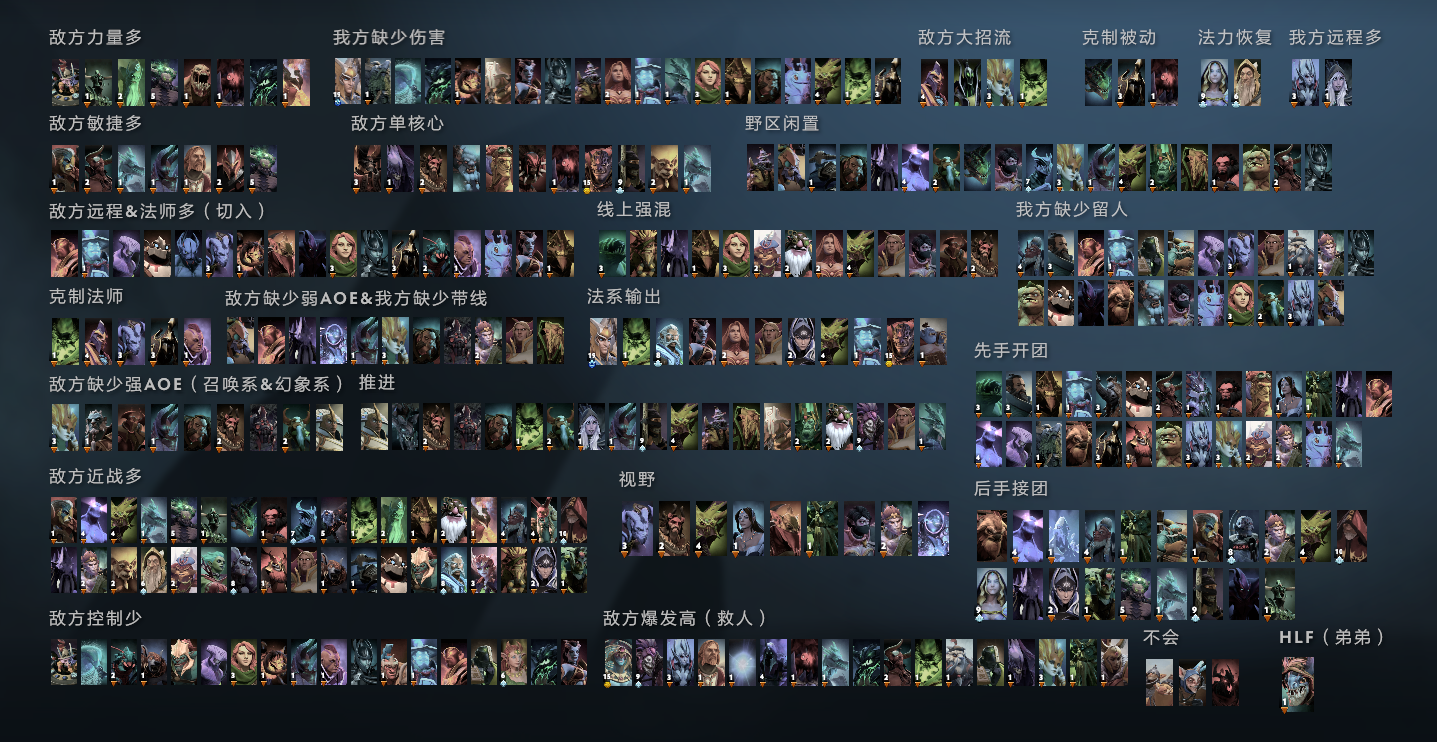 敌方力量多
我方缺少伤害
敌方大招流
克制被动
法力恢复
我方远程多
敌方敏捷多
敌方单核心
野区闲置
敌方远程&法师多（切入）
线上强混
我方缺少留人
克制法师
敌方缺少弱AOE&我方缺少带线
法系输出
先手开团
敌方缺少强AOE（召唤系&幻象系）
推进
敌方近战多
视野
后手接团
敌方控制少
敌方爆发高（救人）
不会
HLF（弟弟）